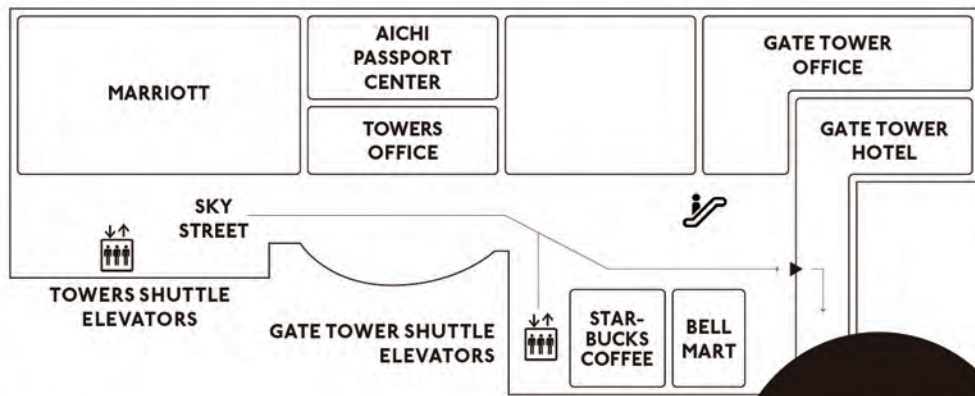 MARRIOTT
AICHI
PASSPORT
CENTER
TOWERS
OFFICE
GATE TOWER
OFFICE
GATE TOWER
HOTEL
SKY
STREET
TOWERS SHUTTLE
ELEVATORS
GATE TOWER SHUTTLE
ELEVATORS
STAR-
BUCKS
COFFEE
BELL
MART